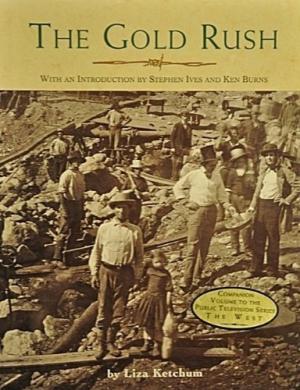 THE GOLD RUSH
WITH AN INTRODUCTION BY STEPHEN IVES AND KEN BURNS
COMPANION
VOLUME TO THE
PUBLIC TELEVISION SERIES
THE WEST
by Liza Ketchum